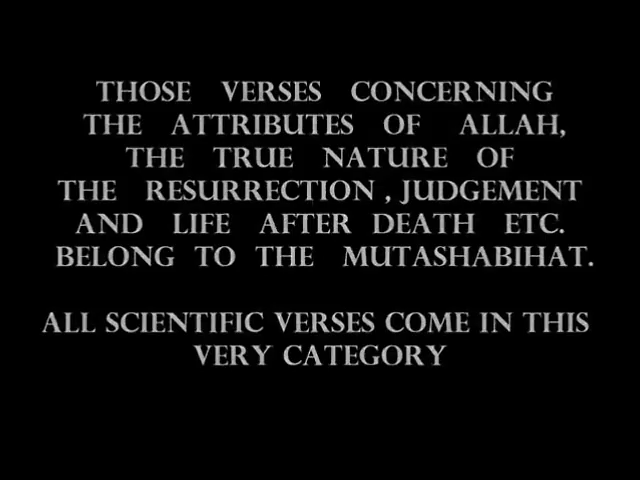 THOSE VERSES CONCERNING
THE ATTRIBUTES OF ALLAH,
THE TRUE NATURE OF
THE RESURRECTION , JUDGEMENT
AND LIFE AFTER DEATH ETC.
BELONG TO THE MUTASHABIHAT.
ALL SCIENTIFIC VERSES COME IN THIS
VERY CATEGORY